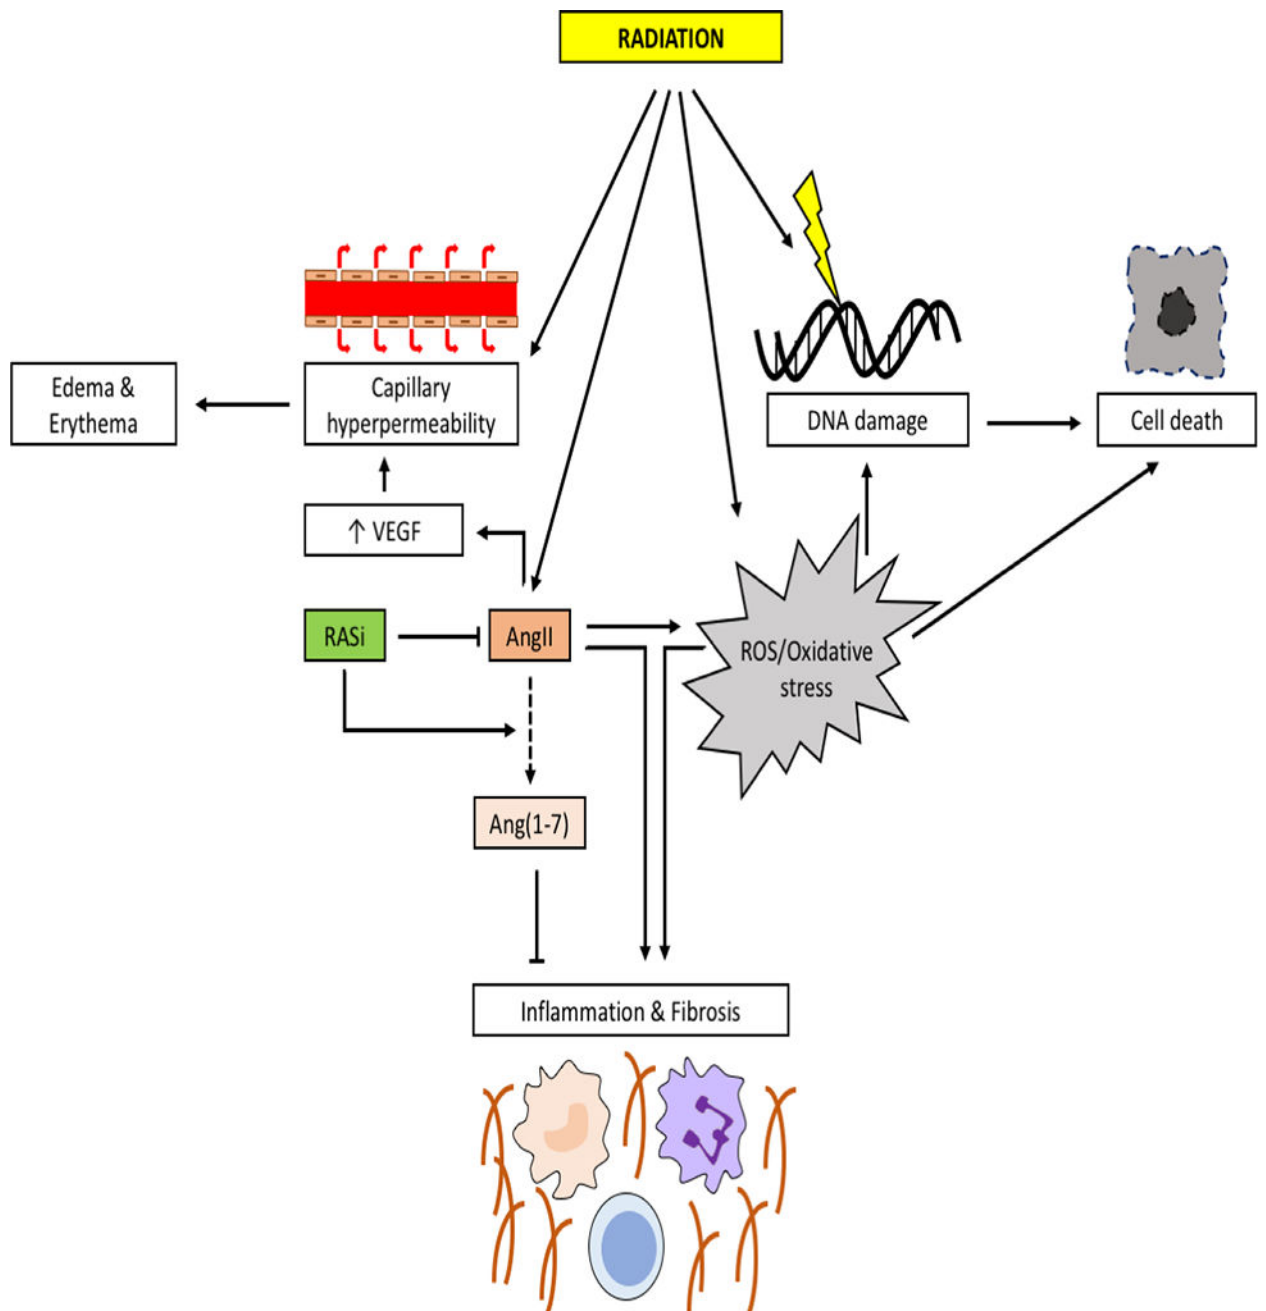 RADIATION
Edema &
Erythema
Capillary
hyperpermeability
DNA damage
Cell death
↑ VEGF
RASi
AngII
ROS/Oxidative
stress
Ang(1-7)
Inflammation & Fibrosis